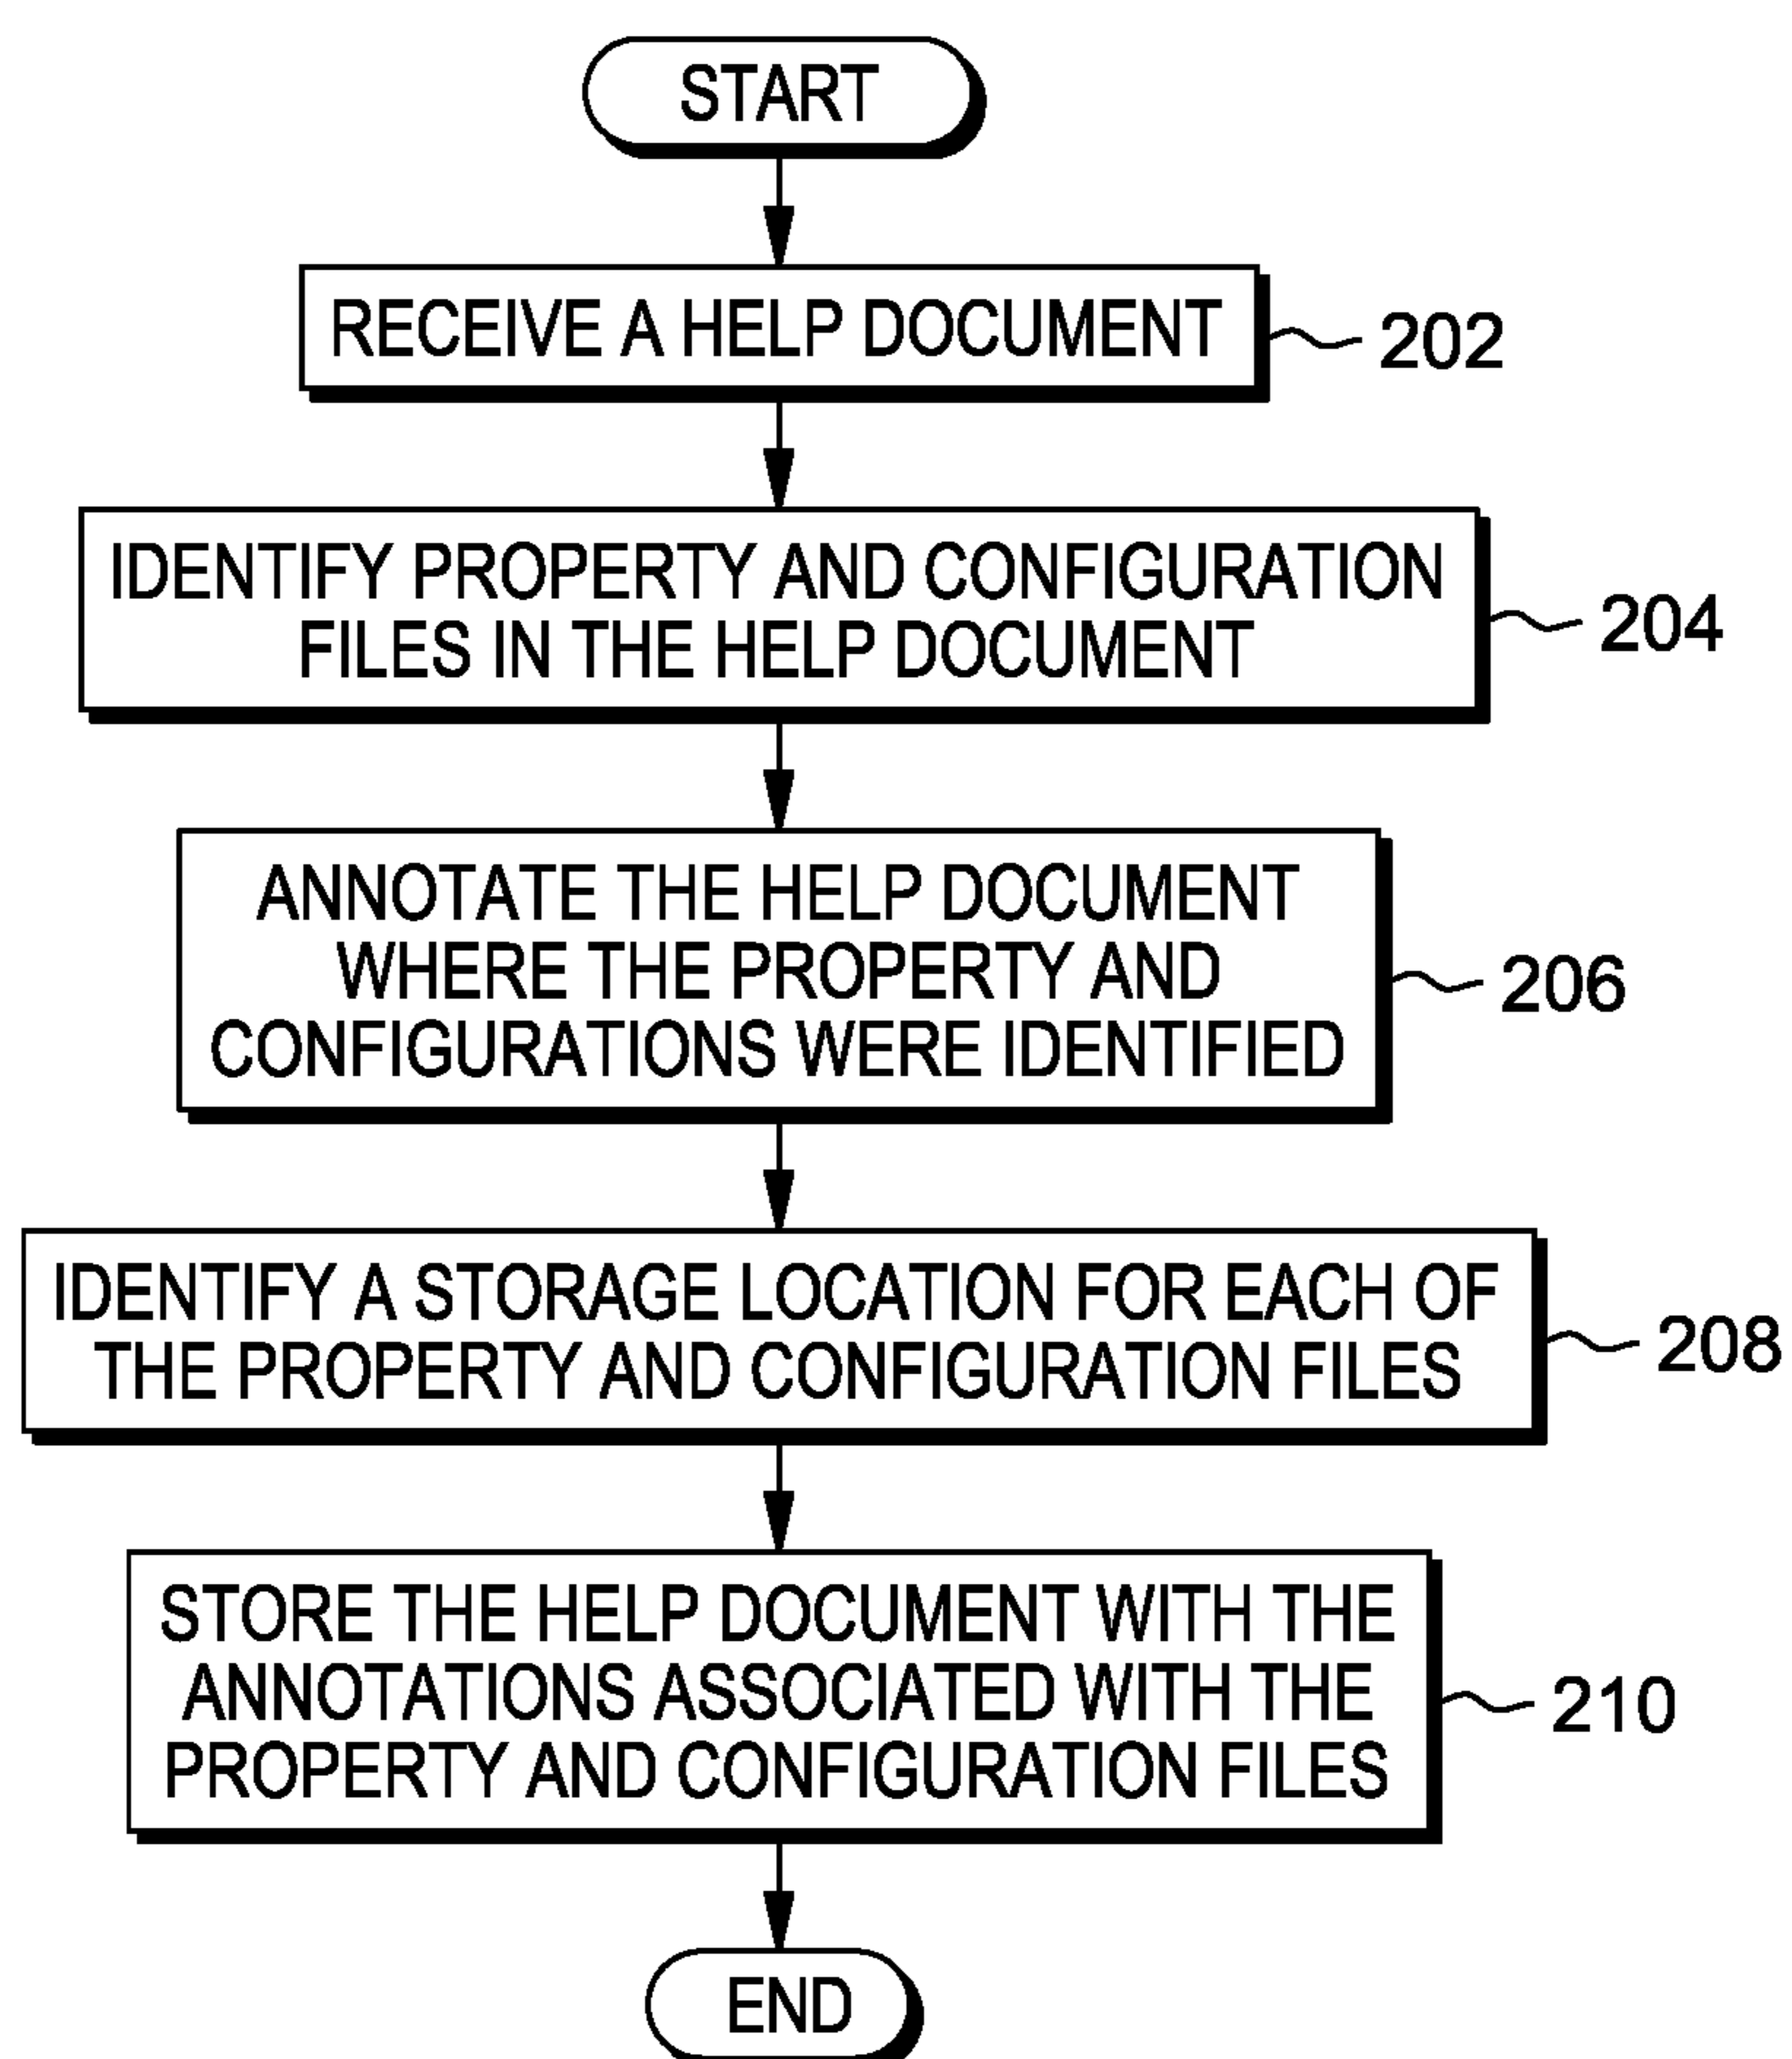 START
RECEIVE A HELP DOCUMENT
202
IDENTIFY PROPERTY AND CONFIGURATION
FILES IN THE HELP DOCUMENT
204
ANNOTATE THE HELP DOCUMENT
WHERE THE PROPERTY AND
CONFIGURATIONS WERE IDENTIFIED
206
IDENTIFY A STORAGE LOCATION FOR EACH OF
THE PROPERTY AND CONFIGURATION FILES
208
STORE THE HELP DOCUMENT WITH THE
ANNOTATIONS ASSOCIATED WITH THE
PROPERTY AND CONFIGURATION FILES
210
END